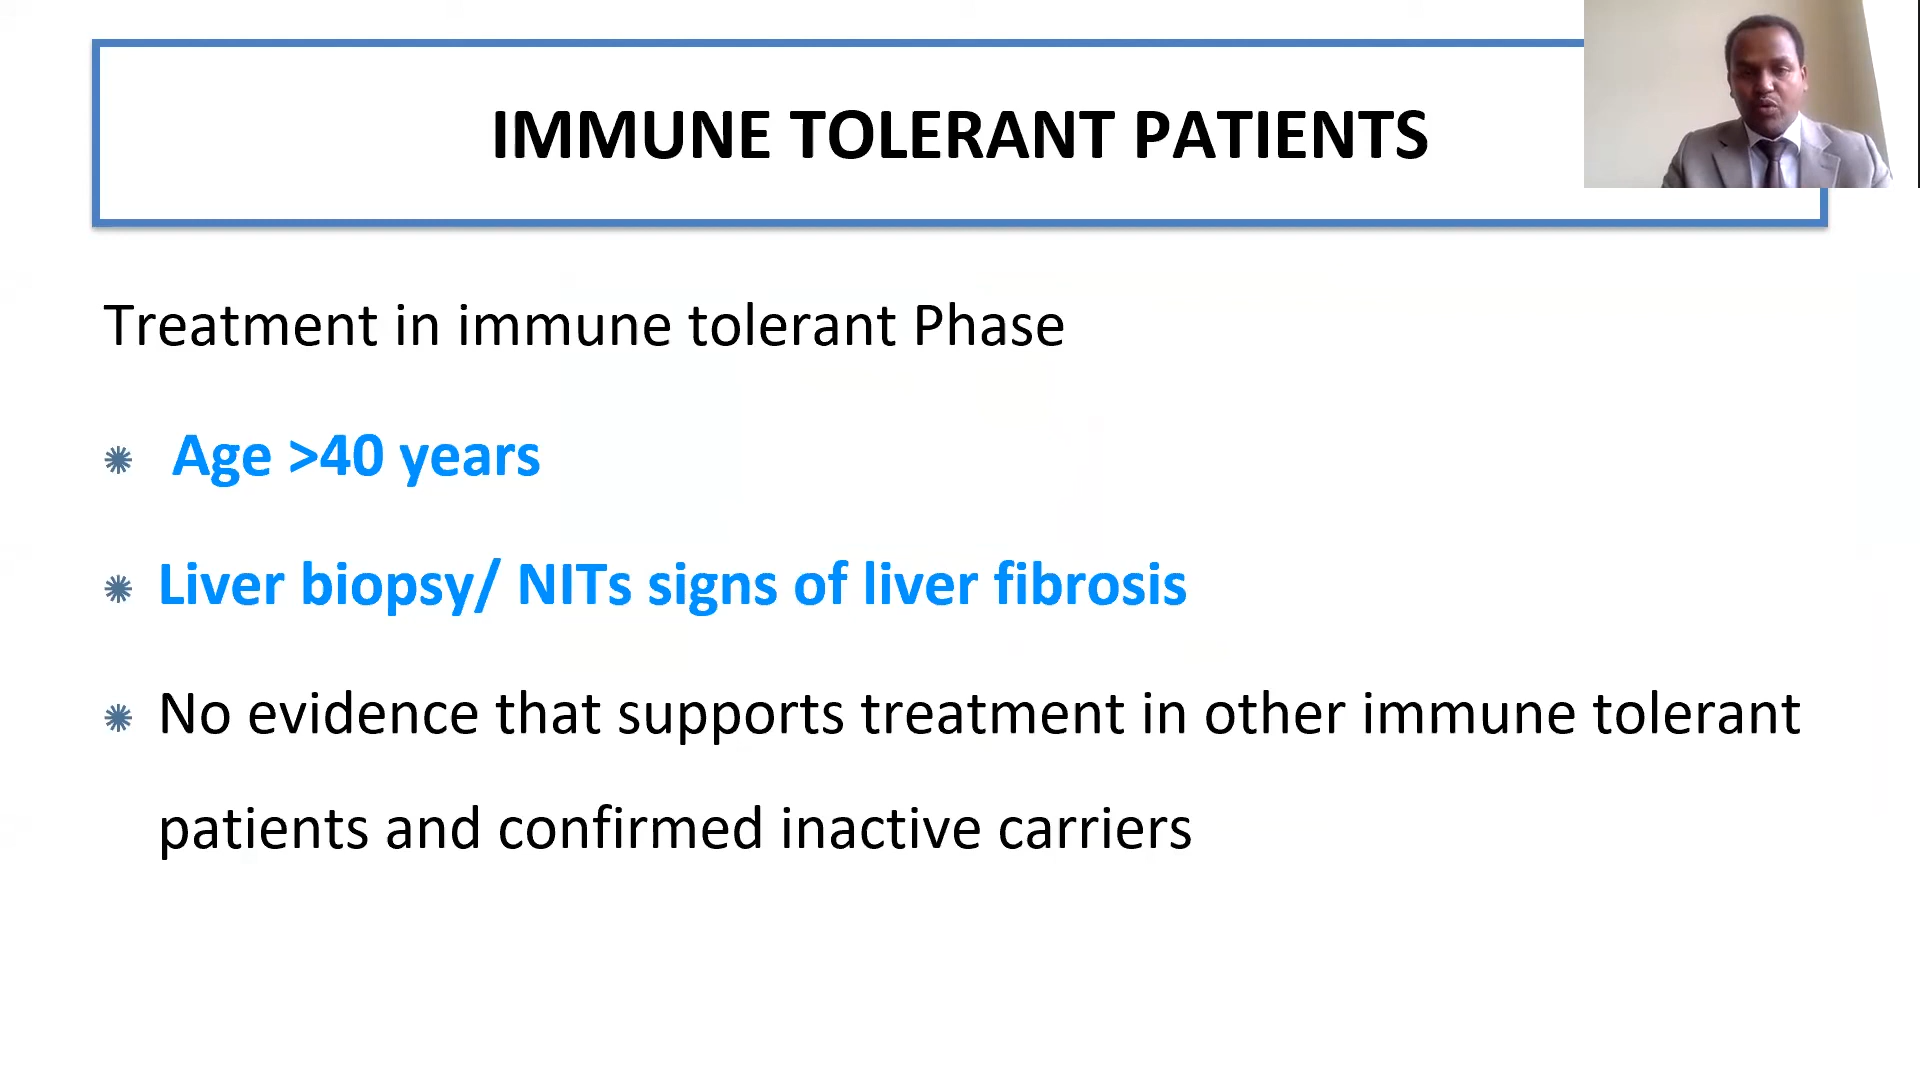 IMMUNE TOLERANT PATIENTS
Treatment in immune tolerant Phase
Age >40 years
Liver biopsy/ NITs signs of liver fibrosis
No evidence that supports treatment in other immune tolerant
patients and confirmed inactive carriers